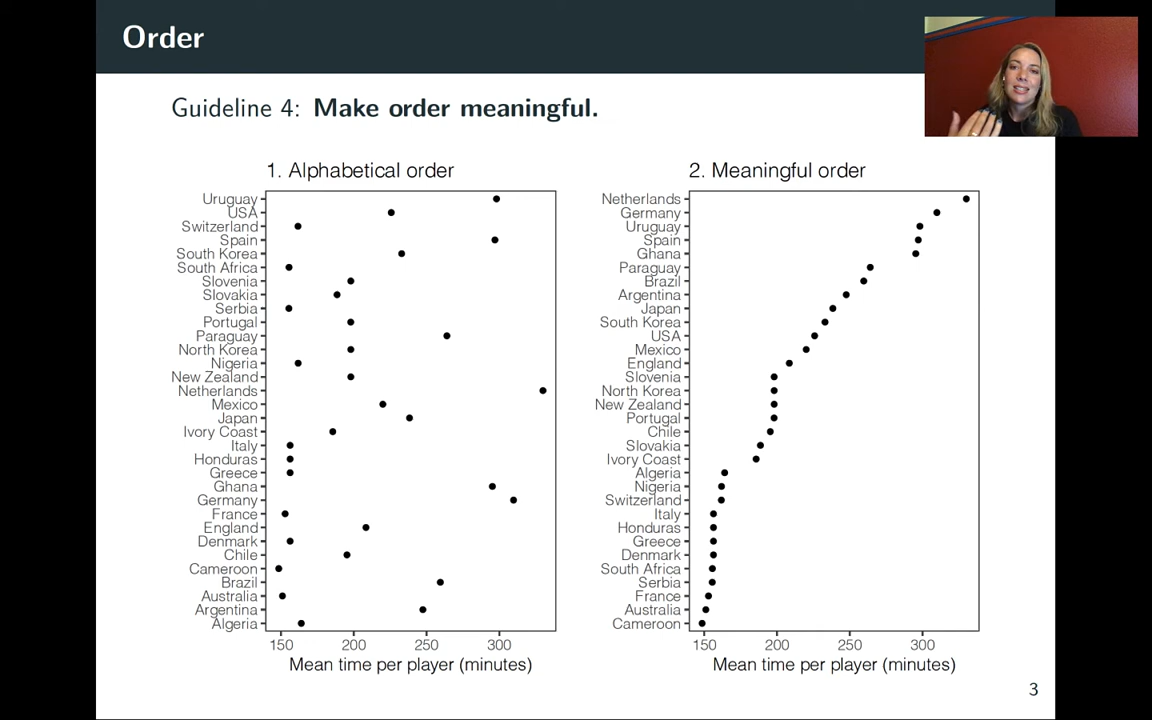 Order
Guideline 4: Make order meaningful.
1. Alphabetical order
Uruguay
USA
Switzerland
Spain
South Korea
South Africa
Slovenia
Slovakia
Serbia
Portugal
Paraguay
North Korea
Nigeria
New Zealand
Netherlands
Mexico
Japan
Ivory Coast
Italy
Honduras
Greece
Ghana
Germany
France
England
Denmark
Chile
Cameroon
Brazil
Australia
Argentina
Algeria
150 200 250 300
Mean time per player (minutes)
2. Meaningful order
Netherlands
Germany
Uruguay
Spain
Ghana
Paraguay
Brazil
Argentina
Japan
South Korea
USA
Mexico
England
Slovenia
North Korea
New Zealand
Portugal
Chile
Slovakia
Ivory Coast
Algeria
Nigeria
Switzerland
Italy
Honduras
Greece
Denmark
South Africa
Serbia
France
Australia
Cameroon
150 200 250 300
Mean time per player (minutes)
3